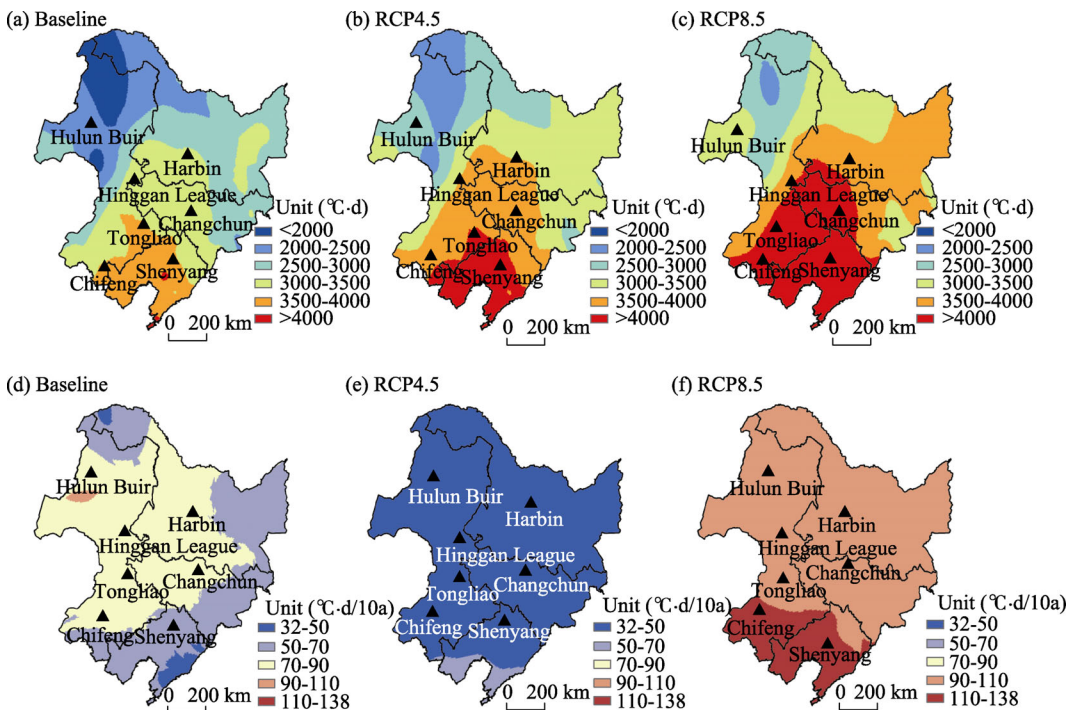 (a) Baseline
Hulun Buir
Harbin
Hinggan League
Changchun
Tongliao
Shenyang
Chifeng
Unit (℃·d)
<2000
2000-2500
2500-3000
3000-3500
3500-4000
>4000
0 200 km
(b) RCP4.5
Hulun Buir
Harbin
Hinggan League
Changchun
Tongliao
Shenyang
Chifeng
Unit (℃·d)
<2000
2000-2500
2500-3000
3000-3500
3500-4000
>4000
0 200 km
(c) RCP8.5
Hulun Buir
Harbin
Hinggan League
Changchun
Tongliao
Shenyang
Chifeng
Unit (℃·d)
<2000
2000-2500
2500-3000
3000-3500
3500-4000
>4000
0 200 km
(d) Baseline
Hulun Buir
Harbin
Hinggan League
Changchun
Tongliao
Chifeng
Shenyang
Unit (℃·d/10a)
32-50
50-70
70-90
90-110
110-138
0 200 km
(e) RCP4.5
Hulun Buir
Harbin
Hinggan League
Changchun
Tongliao
Chifeng
Shenyang
Unit (℃·d/10a)
32-50
50-70
70-90
90-110
110-138
0 200 km
(f) RCP8.5
Hulun Buir
Harbin
Hinggan League
Changchun
Tongliao
Chifeng
Shenyang
Unit (℃·d/10a)
32-50
50-70
70-90
90-110
110-138
0 200 km